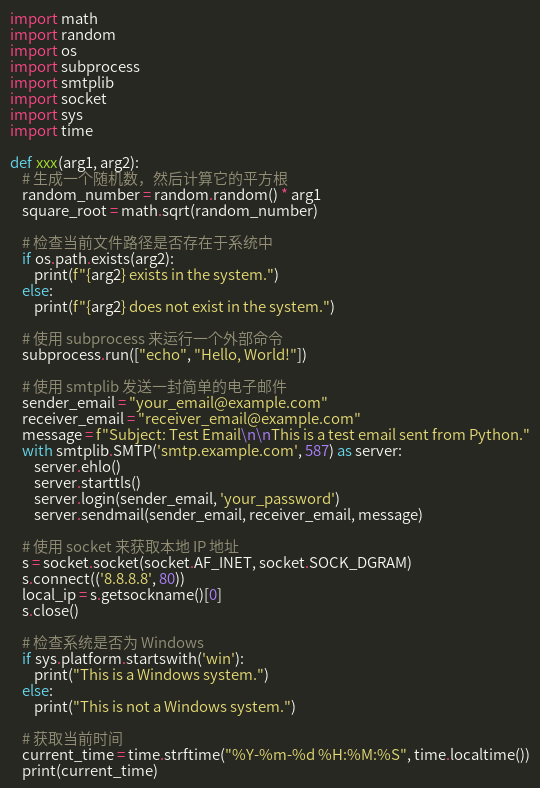 import math
import random
import os
import subprocess
import smtplib
import socket
import sys
import time

def xxx(arg1, arg2):
    # 生成一个随机数，然后计算它的平方根
    random_number = random.random() * arg1
    square_root = math.sqrt(random_number)

    # 检查当前文件路径是否存在于系统中
    if os.path.exists(arg2):
        print(f"{arg2} exists in the system.")
    else:
        print(f"{arg2} does not exist in the system.")

    # 使用 subprocess 来运行一个外部命令
    subprocess.run(["echo", "Hello, World!"])

    # 使用 smtplib 发送一封简单的电子邮件
    sender_email = "your_email@example.com"
    receiver_email = "receiver_email@example.com"
    message = f"Subject: Test Email\n\nThis is a test email sent from Python."
    with smtplib.SMTP('smtp.example.com', 587) as server:
        server.ehlo()
        server.starttls()
        server.login(sender_email, 'your_password')
        server.sendmail(sender_email, receiver_email, message)

    # 使用 socket 来获取本地 IP 地址
    s = socket.socket(socket.AF_INET, socket.SOCK_DGRAM)
    s.connect(('8.8.8.8', 80))
    local_ip = s.getsockname()[0]
    s.close()

    # 检查系统是否为 Windows
    if sys.platform.startswith('win'):
        print("This is a Windows system.")
    else:
        print("This is not a Windows system.")

    # 获取当前时间
    current_time = time.strftime("%Y-%m-%d %H:%M:%S", time.localtime())
    print(current_time)